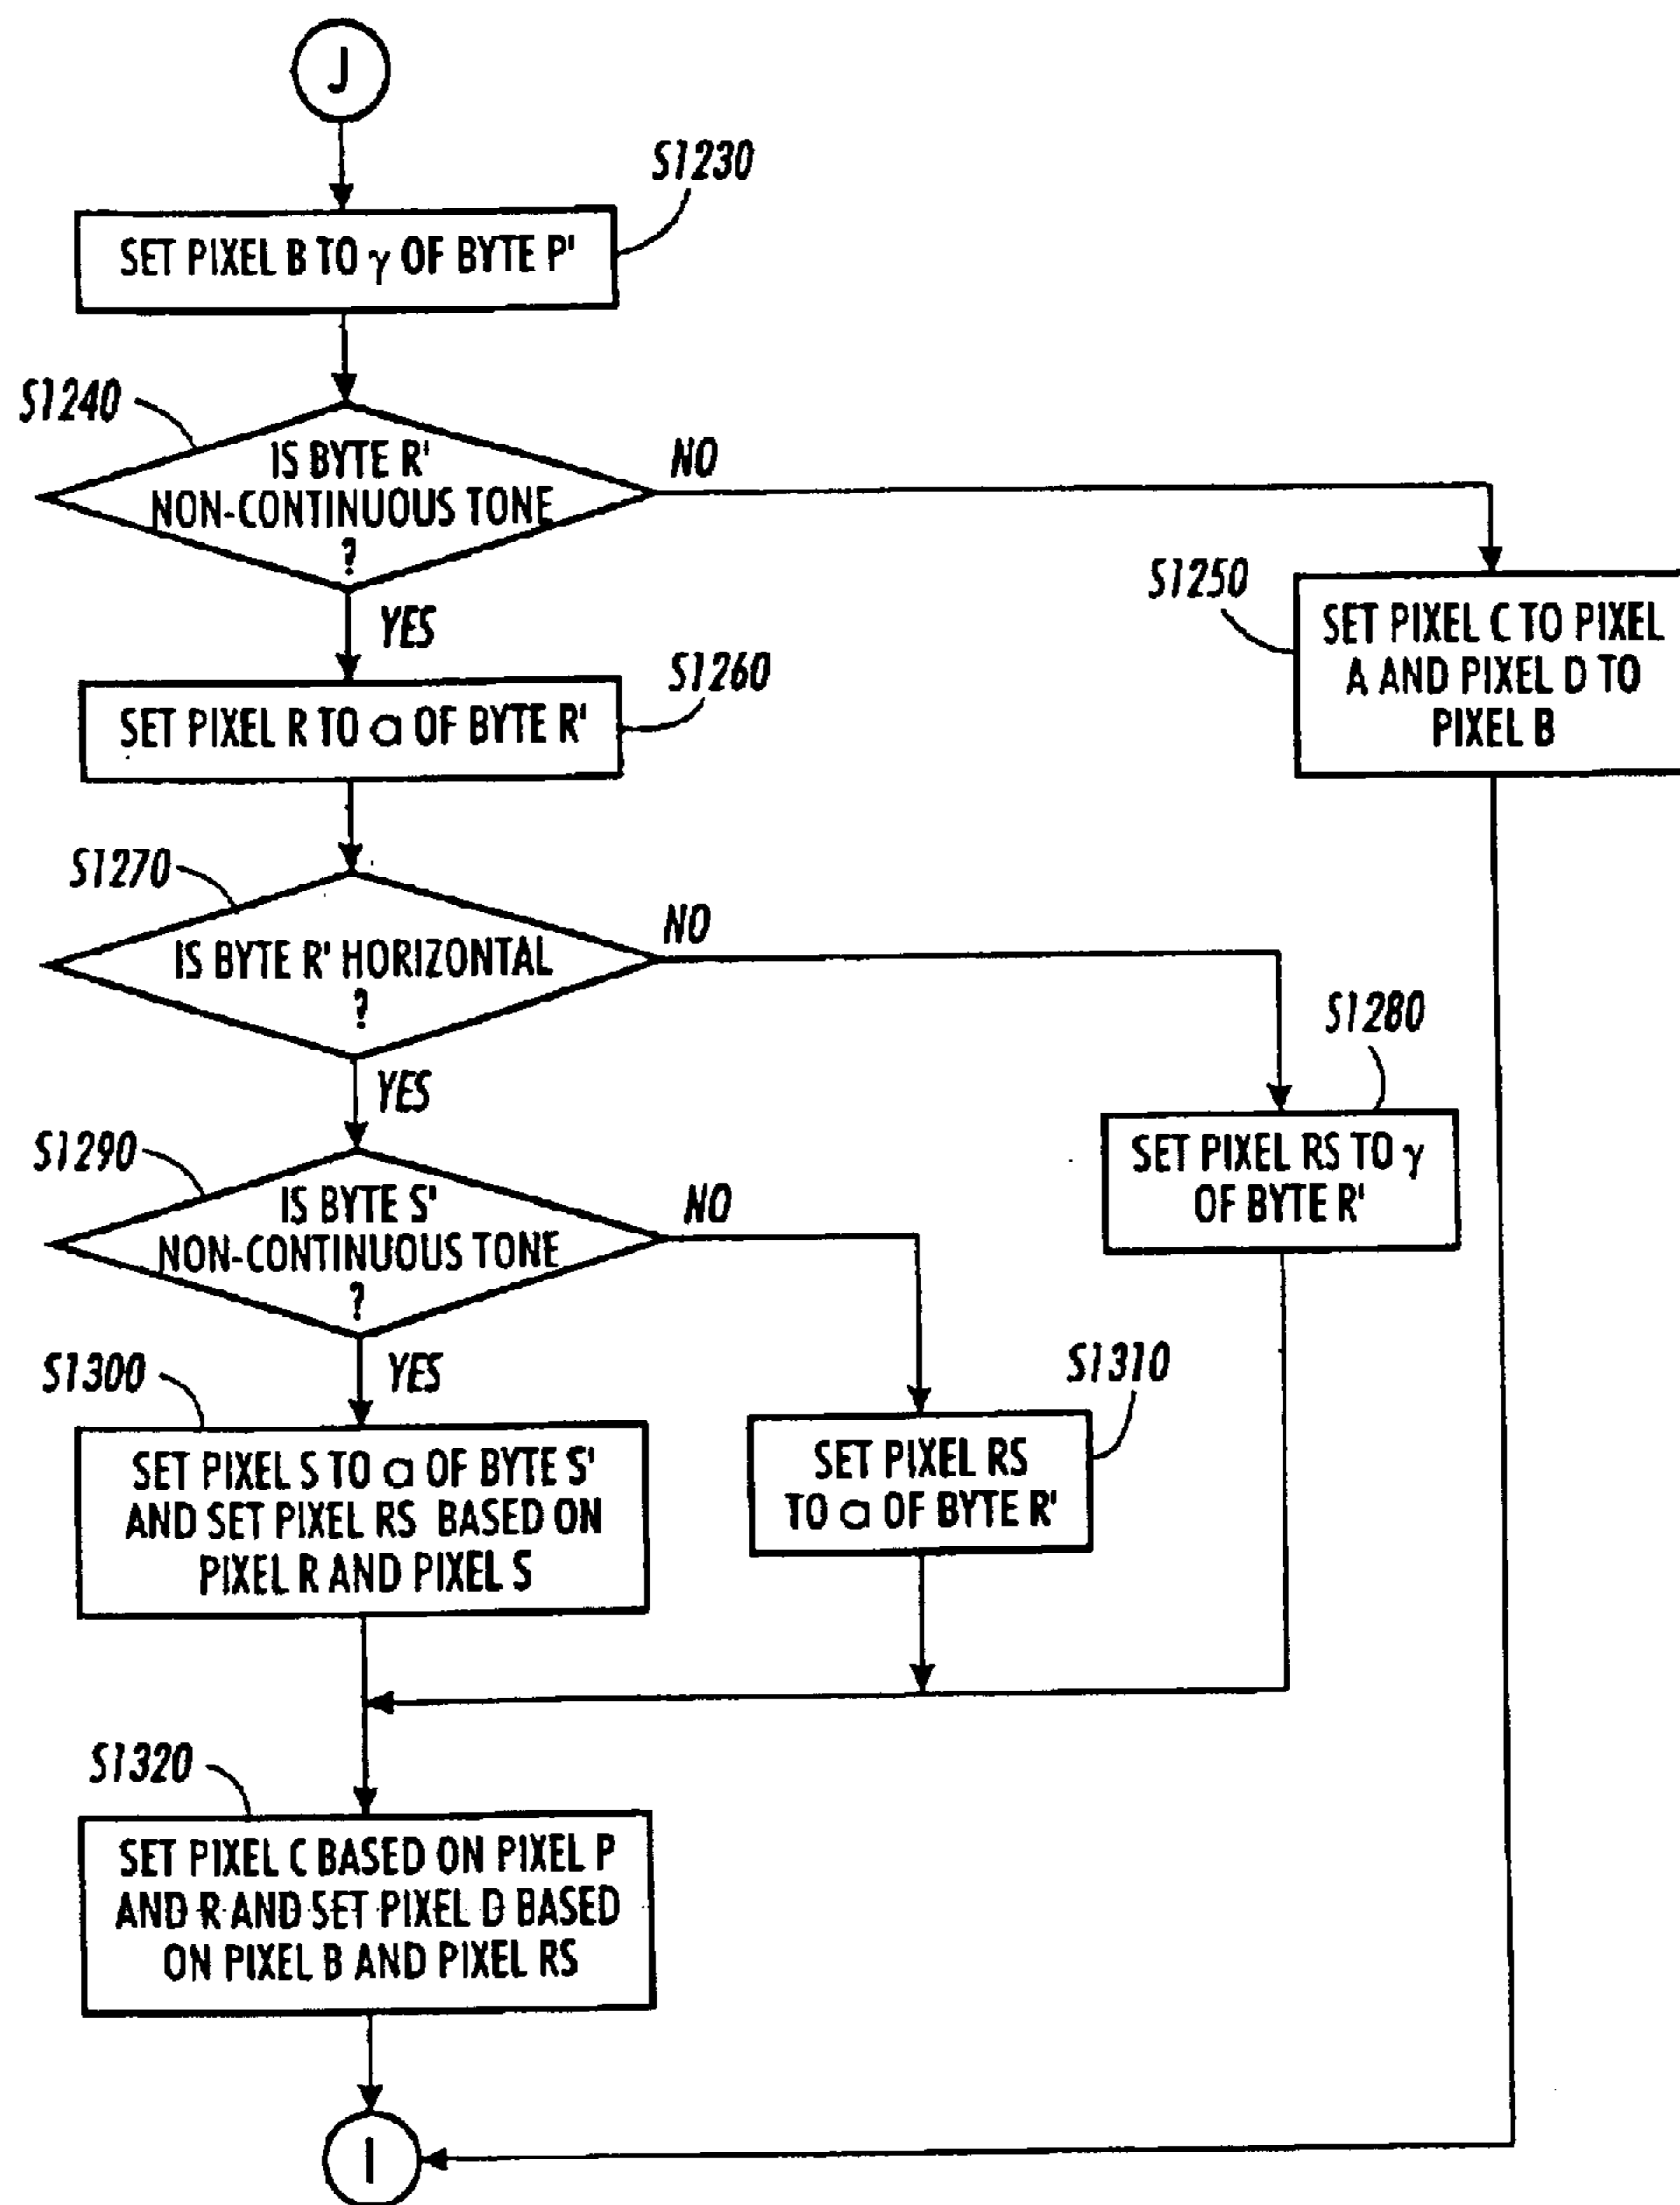 J
S1230
SET PIXEL B TO γ OF BYTE P'
S1240
IS BYTE R'
NON-CONTINUOUS TONE
?
NO
YES
S1250
SET PIXEL C TO PIXEL
A AND PIXEL D TO
PIXEL B
S1260
SET PIXEL R TO α OF BYTE R'
S1270
IS BYTE R' HORIZONTAL
?
NO
YES
S1280
SET PIXEL RS TO γ
OF BYTE R'
S1290
IS BYTE S'
NON-CONTINUOUS TONE
?
NO
YES
S1300
SET PIXEL S TO α OF BYTE S'
AND SET PIXEL RS BASED ON
PIXEL R AND PIXEL S
S1310
SET PIXEL RS
TO α OF BYTE R'
S1320
SET PIXEL C BASED ON PIXEL P
AND R AND SET PIXEL D BASED
ON PIXEL B AND PIXEL RS
I